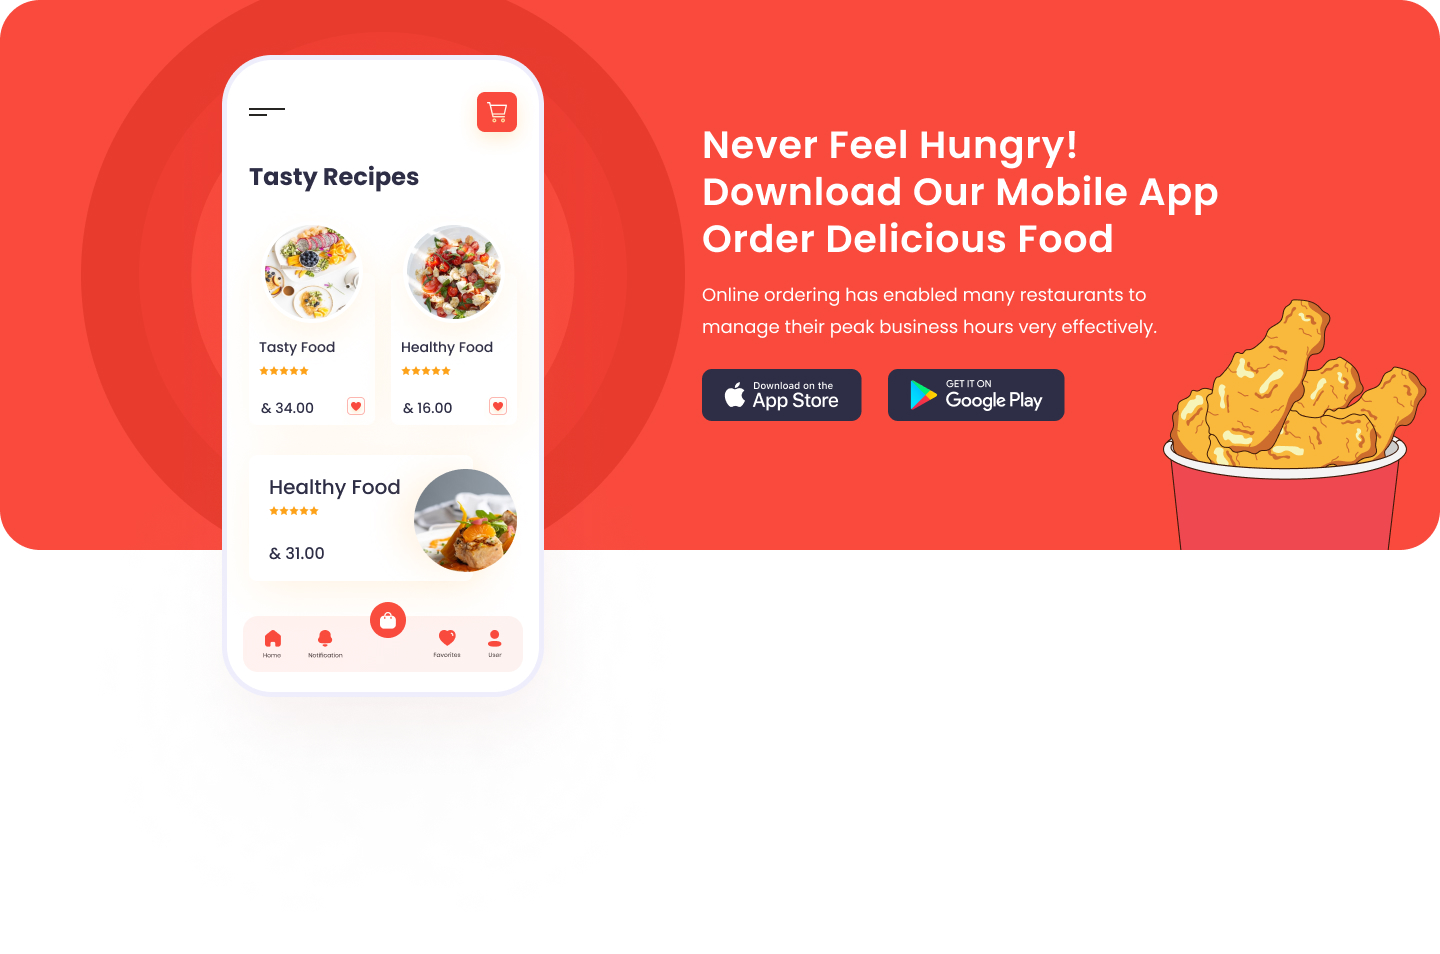 Tasty Recipes
Tasty Food
Healthy Food
& 34.00
& 16.00
Healthy Food
& 31.00
Home
Notification
Favorites
User
Never Feel Hungry!
Download Our Mobile App
Order Delicious Food
Online ordering has enabled many restaurants to
manage their peak business hours very effectively.
Download on the
App Store
GET IT ON
Google Play